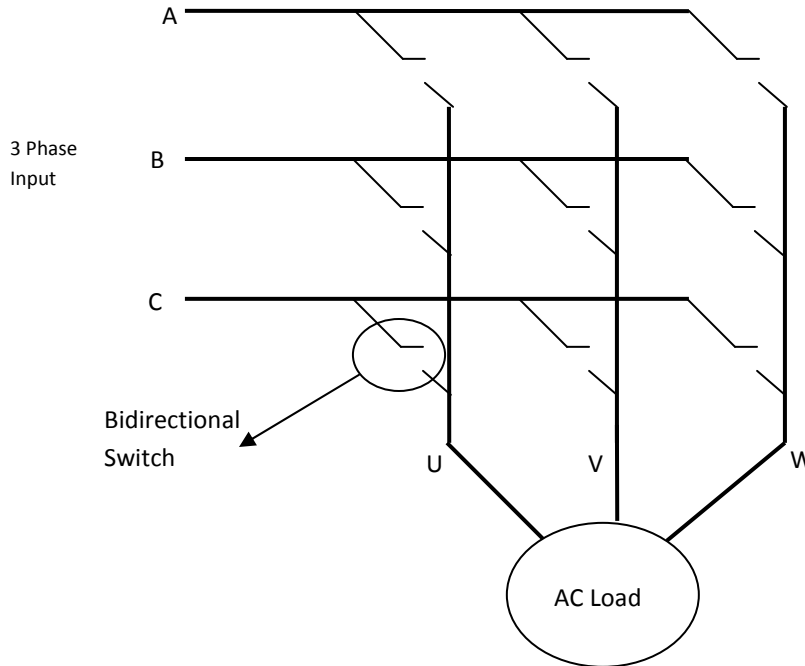 A
3 Phase
Input
B
C
Bidirectional
Switch
U
V
W
AC Load